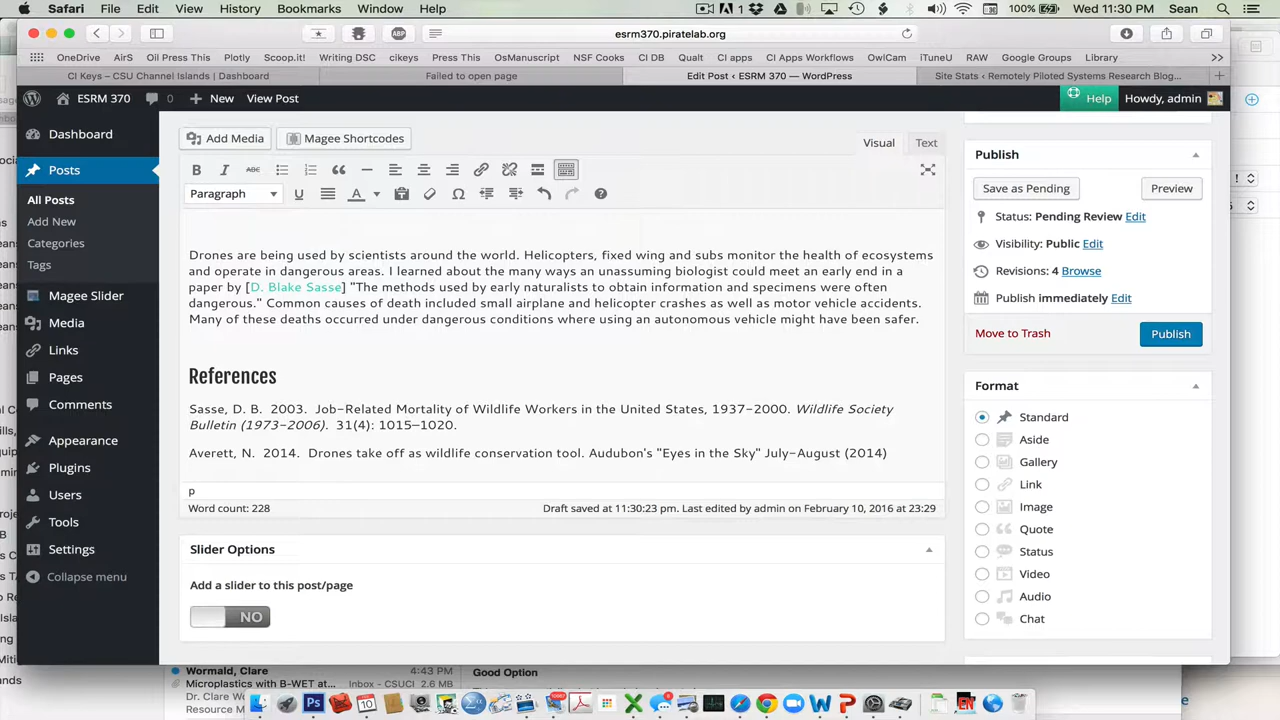 Safari File Edit View History Bookmarks Window Help 1 100% Wed 11:30 PM Sean
esrm370.piratelab.org
OneDrive AirS Oil Press This Polldy Scoop.it! Writing DSC cikeys Press This OsmotrixNet NSF Cooks CI DB Qualt CI apps CI Apps Workflows OwlCam iTuneU RAW Google Groups Library
CI Keys – CSU Channel Islands | Dashboard Failed to open page Edit Post ‹ ESRM 370 — WordPress Site Stats ‹ Remotely Piloted Systems Research Blog...
ESRM 370 0 New View Post Help Howdy, admin
Dashboard
Posts
All Posts
Add New
Categories
Tags
Magee Slider
Media
Links
Pages
Comments
Appearance
Plugins
Users
Tools
Settings
Collapse menu
Add Media Magee Shortcodes Visual Text
B I ABC
Paragraph U A
Drones are being used by scientists around the world. Helicopters, fixed wing and subs monitor the health of ecosystems
and operate in dangerous areas. I learned about the many ways an unassuming biologist could meet an early end in a
paper by [D. Blake Sasse] "The methods used by early naturalists to obtain information and specimens were often
dangerous." Common causes of death included small airplane and helicopter crashes as well as motor vehicle accidents.
Many of these deaths occurred under dangerous conditions where using an autonomous vehicle might have been safer.
References
Sasse, D. B. 2003. Job-Related Mortality of Wildlife Workers in the United States, 1937-2000. Wildlife Society
Bulletin (1973-2006). 31(4): 1015–1020.
Averett, N. 2014. Drones take off as wildlife conservation tool. Audubon's "Eyes in the Sky" July-August (2014)
p
Word count: 228 Draft saved at 11:30:23 pm. Last edited by admin on February 10, 2016 at 23:29
Slider Options
Add a slider to this post/page
NO
Publish
Save as Pending Preview
Status: Pending Review Edit
Visibility: Public Edit
Revisions: 4 Browse
Publish immediately Edit
Move to Trash Publish
Format
Standard
Aside
Gallery
Link
Image
Quote
Status
Video
Audio
Chat
Wormald, Clare 4:43 PM
Microplastics with B-WET at... Inbox - CSUCI 2.6 MB
Good Option